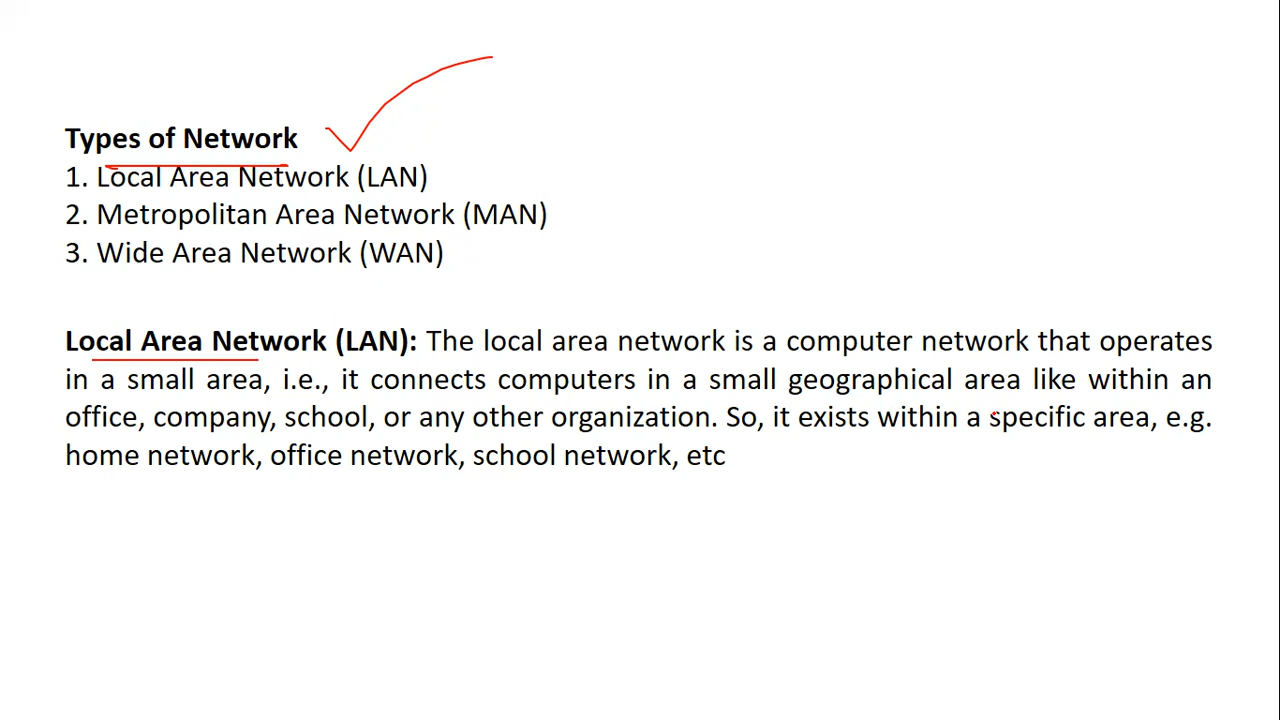 Types of Network
1. Local Area Network (LAN)
2. Metropolitan Area Network (MAN)
3. Wide Area Network (WAN)
Local Area Network (LAN): The local area network is a computer network that operates
in a small area, i.e., it connects computers in a small geographical area like within an
office, company, school, or any other organization. So, it exists within a specific area, e.g.
home network, office network, school network, etc